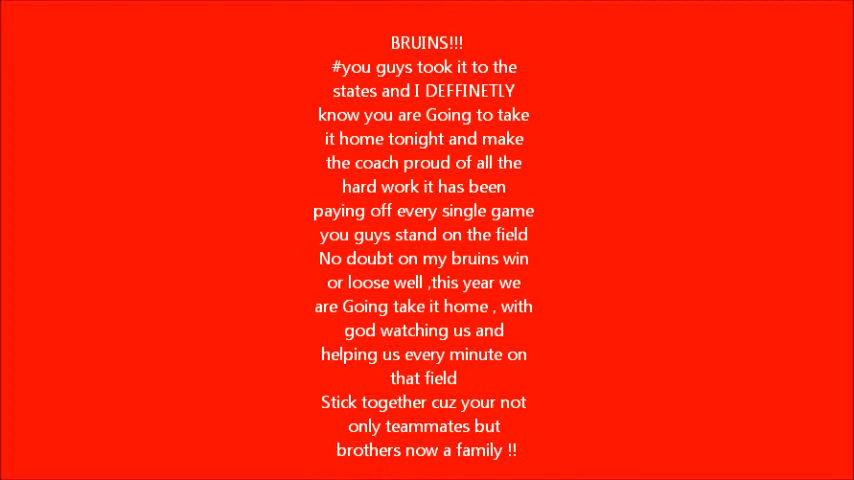 BRUINS!!!
#you guys took it to the
states and I DEFFINETLY
know you are Going to take
it home tonight and make
the coach proud of all the
hard work it has been
paying off every single game
you guys stand on the field
No doubt on my bruins win
or loose well ,this year we
are Going take it home , with
god watching us and
helping us every minute on
that field
Stick together cuz your not
only teammates but
brothers now a family !!